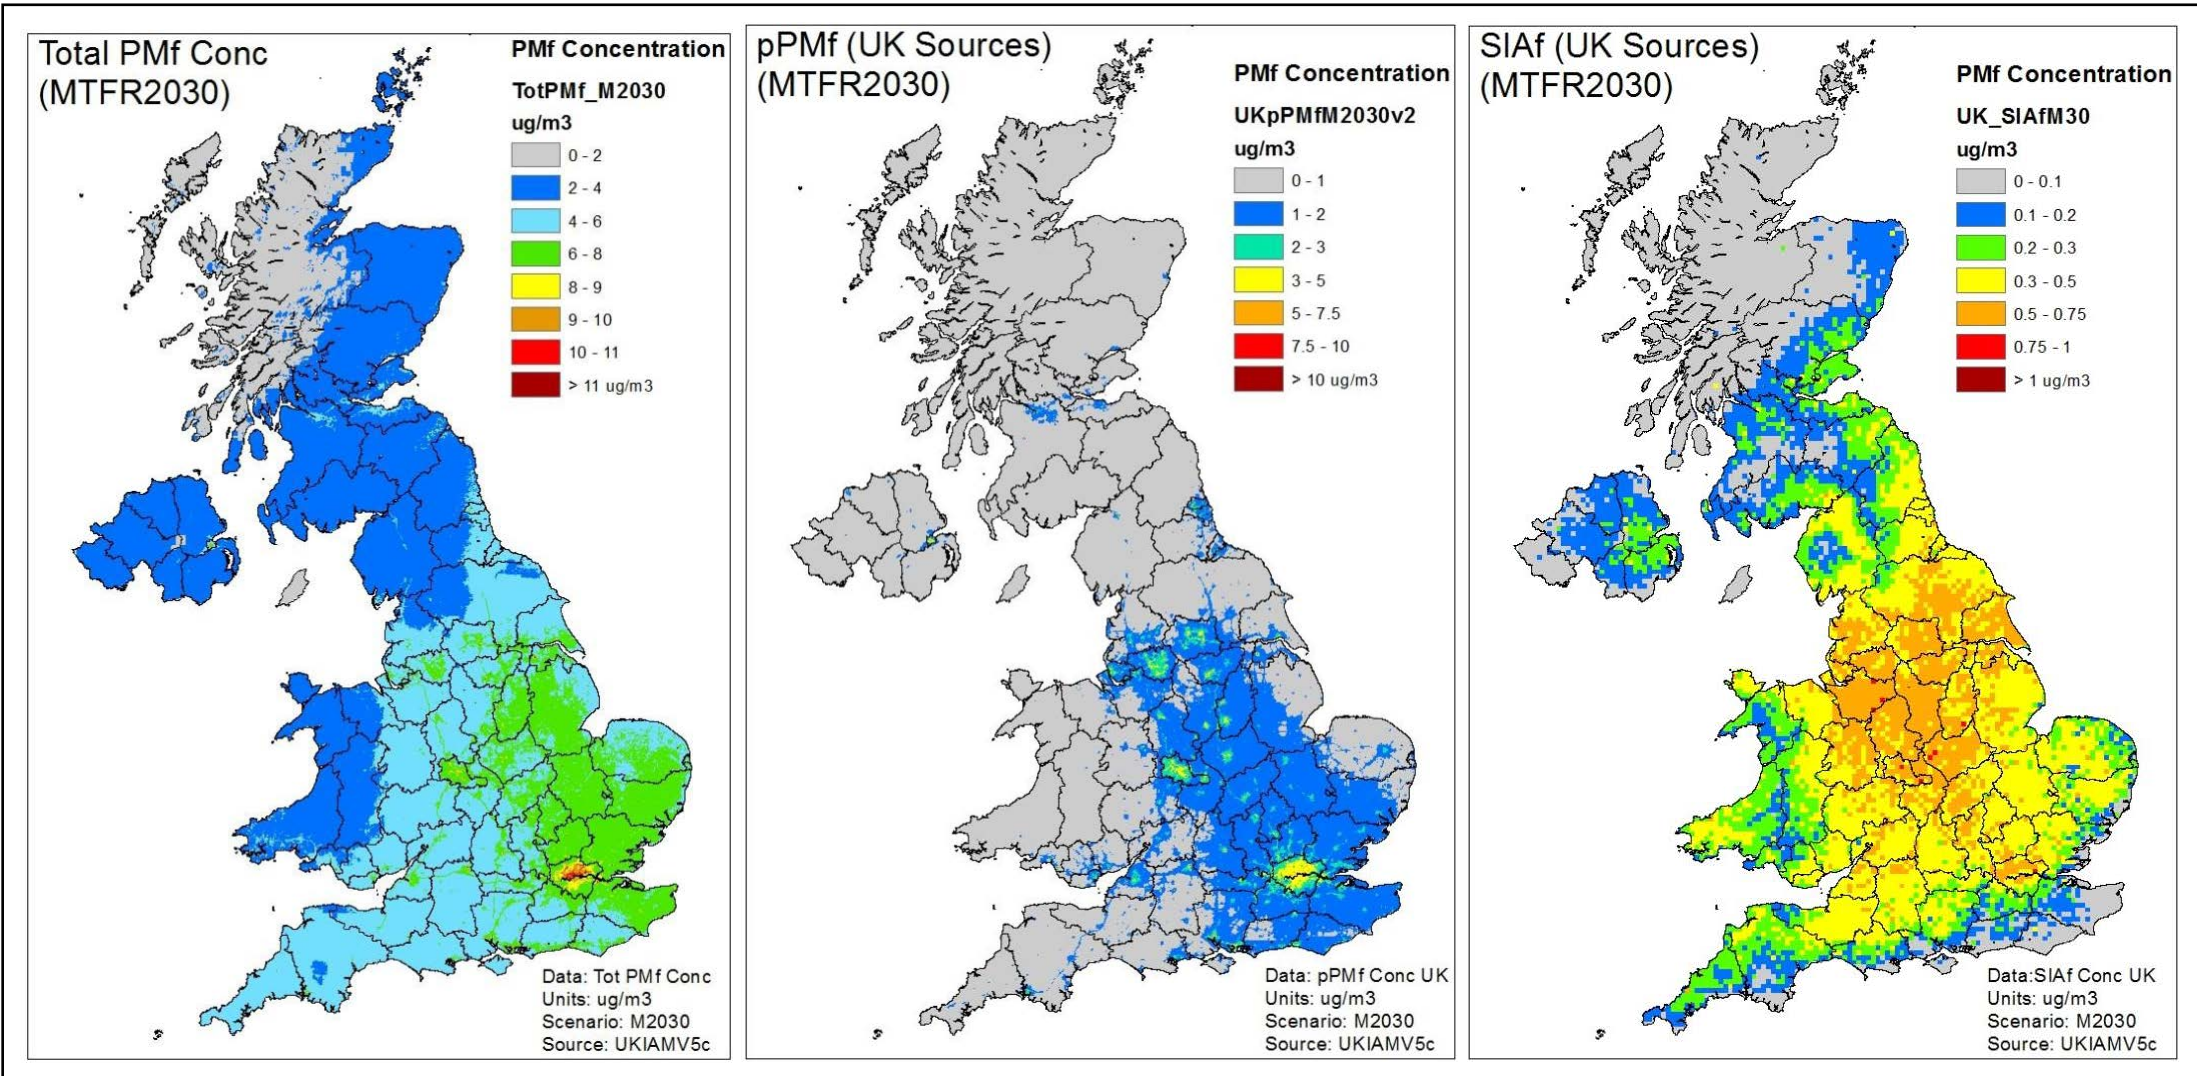 Total PMf Conc
(MTFR2030)
PMf Concentration
TotPMf_M2030
ug/m3
0 - 2
2 - 4
4 - 6
6 - 8
8 - 9
9 - 10
10 - 11
> 11 ug/m3
Data: Tot PMf Conc
Units: ug/m3
Scenario: M2030
Source: UKIAMV5c
pPMf (UK Sources)
(MTFR2030)
PMf Concentration
UKpPMfM2030v2
ug/m3
0 - 1
1 - 2
2 - 3
3 - 5
5 - 7.5
7.5 - 10
> 10 ug/m3
Data: pPMf Conc UK
Units: ug/m3
Scenario: M2030
Source: UKIAMV5c
SIAf (UK Sources)
(MTFR2030)
PMf Concentration
UK_SIAfM30
ug/m3
0 - 0.1
0.1 - 0.2
0.2 - 0.3
0.3 - 0.5
0.5 - 0.75
0.75 - 1
> 1 ug/m3
Data:SIAf Conc UK
Units: ug/m3
Scenario: M2030
Source: UKIAMV5c